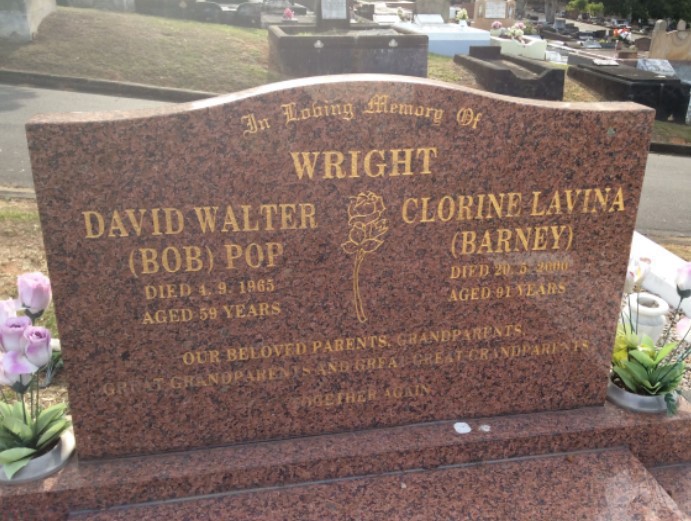 In Loving Memory Of
WRIGHT
DAVID WALTER
(BOB) POP
DIED 4. 9. 1965
AGED 59 YEARS
CLORINE LAVINA
(BARNEY)
DIED 20. 5. 2000
AGED 91 YEARS
OUR BELOVED PARENTS, GRANDPARENTS,
GREAT GRANDPARENTS AND GREAT GREAT GRANDPARENTS
TOGETHER AGAIN